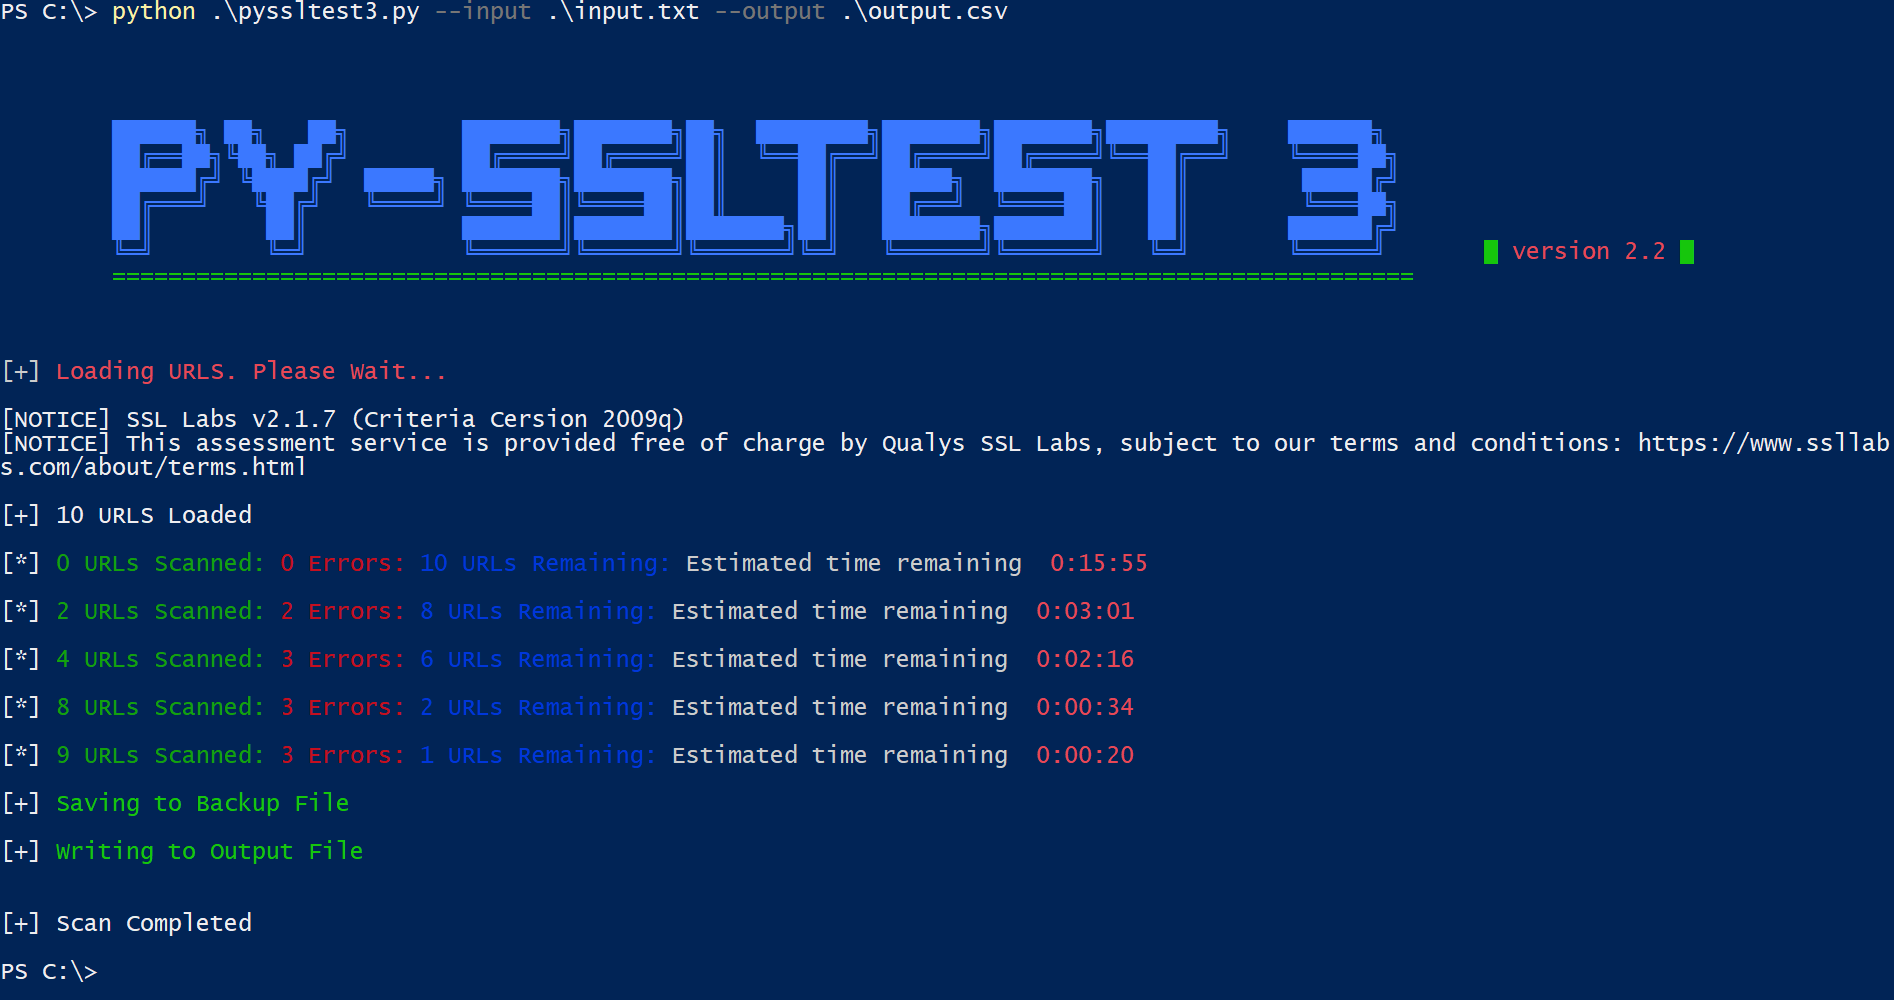 PS C:\> python .\pyssltest3.py --input .\input.txt --output .\output.csv
PY-SSLTEST 3
version 2.2
=============================================================================================
[+] Loading URLS. Please Wait...
[NOTICE] SSL Labs v2.1.7 (Criteria Cersion 2009q)
[NOTICE] This assessment service is provided free of charge by Qualys SSL Labs, subject to our terms and conditions: https://www.ssllab
s.com/about/terms.html
[+] 10 URLS Loaded
[*] 0 URLs Scanned: 0 Errors: 10 URLs Remaining: Estimated time remaining  0:15:55
[*] 2 URLs Scanned: 2 Errors: 8 URLs Remaining: Estimated time remaining  0:03:01
[*] 4 URLs Scanned: 3 Errors: 6 URLs Remaining: Estimated time remaining  0:02:16
[*] 8 URLs Scanned: 3 Errors: 2 URLs Remaining: Estimated time remaining  0:00:34
[*] 9 URLs Scanned: 3 Errors: 1 URLs Remaining: Estimated time remaining  0:00:20
[+] Saving to Backup File
[+] Writing to Output File
[+] Scan Completed
PS C:\>